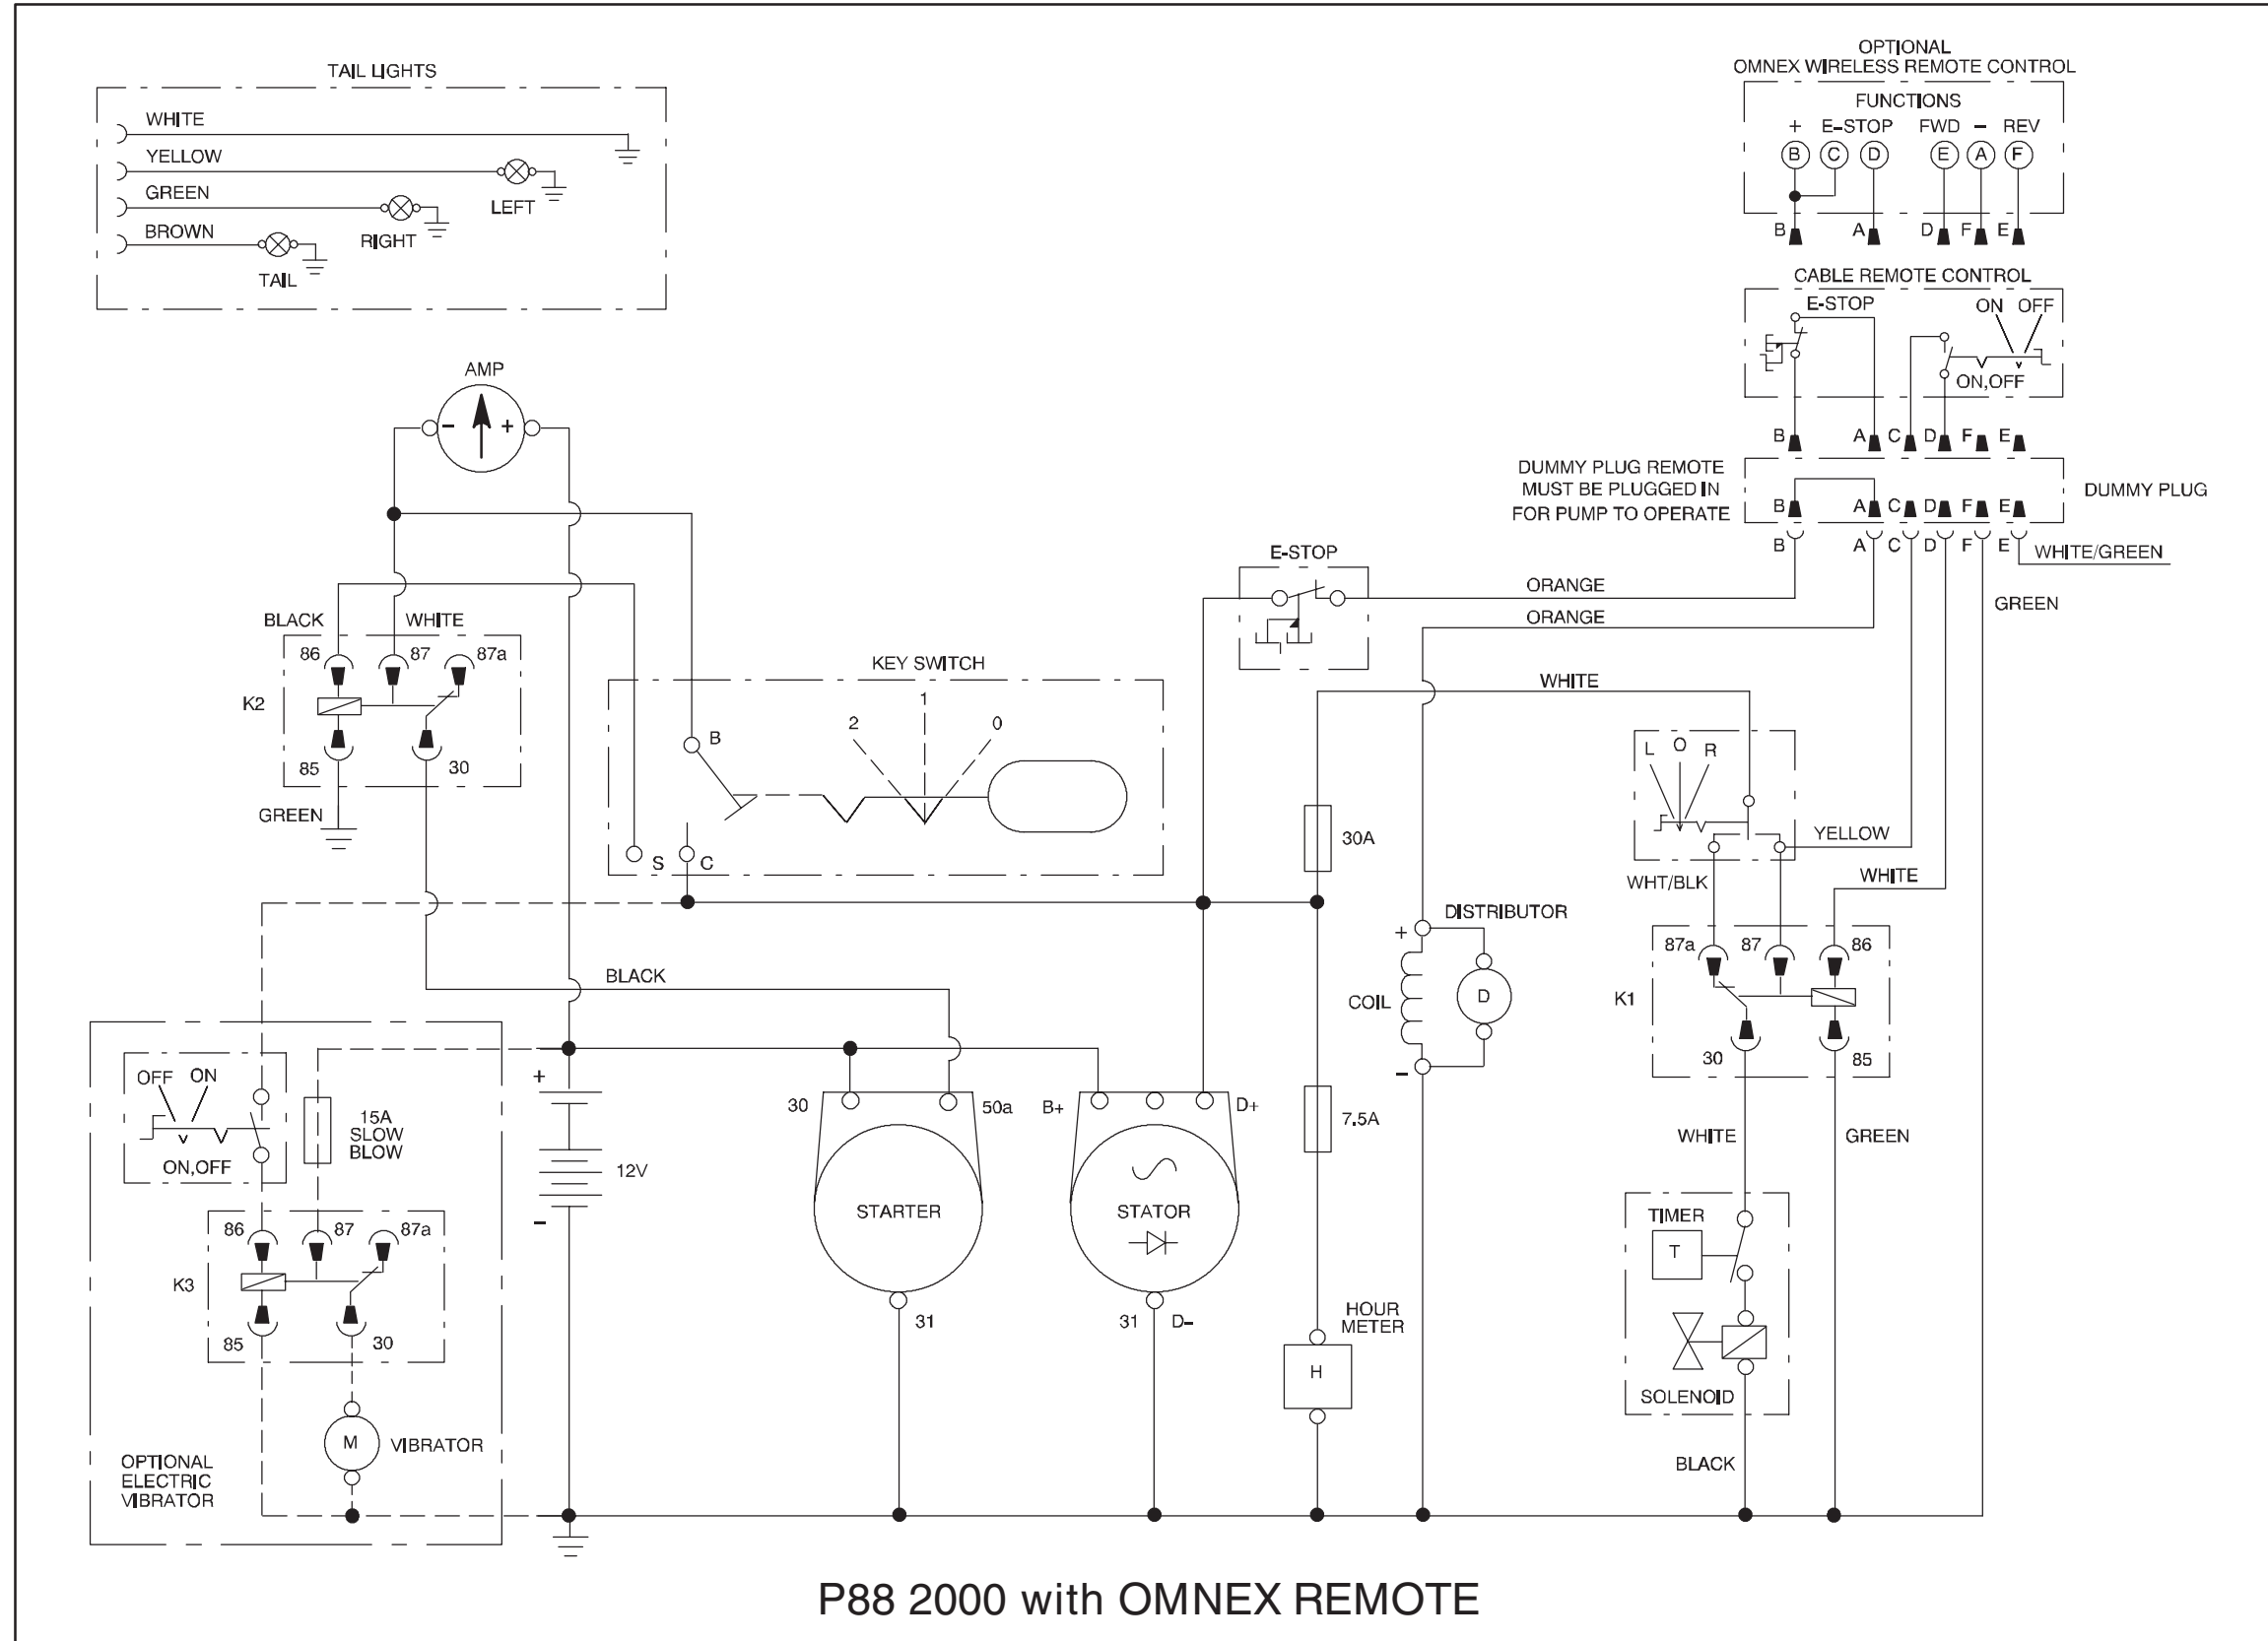 TAIL LIGHTS
WHITE
YELLOW
GREEN
BROWN
LEFT
RIGHT
TAIL
OPTIONAL
OMNEX WIRELESS REMOTE CONTROL
FUNCTIONS
+ E-STOP FWD - REV
B C D E A F
B A D F E
CABLE REMOTE CONTROL
E-STOP ON OFF
ON,OFF
B A C D F E
DUMMY PLUG REMOTE
MUST BE PLUGGED IN
FOR PUMP TO OPERATE
DUMMY PLUG
B A C D F E
B A C D F E
WHITE/GREEN
GREEN
AMP
- +
E-STOP
ORANGE
ORANGE
WHITE
BLACK WHITE
86 87 87a
K2
85 30
GREEN
KEY SWITCH
B
2 1 0
S C
30A
L O R
YELLOW
WHT/BLK
WHITE
DISTRIBUTOR
+
COIL
D
-
87a 87 86
K1
30 85
WHITE GREEN
BLACK
OFF ON
ON,OFF
15A
SLOW
BLOW
86 87 87a
K3
85 30
M
VIBRATOR
OPTIONAL
ELECTRIC
VIBRATOR
+
12V
-
30 50a
STARTER
31
B+ D+
STATOR
31 D-
7.5A
HOUR
METER
H
TIMER
T
SOLENOID
BLACK
P88 2000 with OMNEX REMOTE